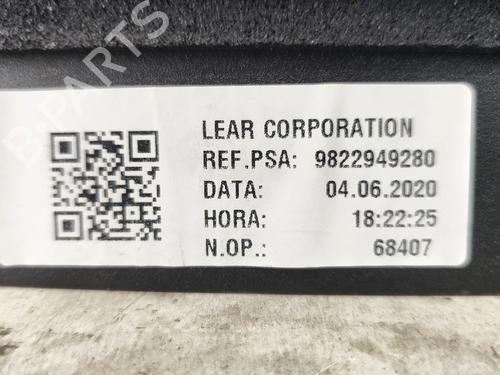 LEAR CORPORATION
REF.PSA: 9822949280
DATA: 04.06.2020
HORA: 18:22:25
N.OP.: 68407
B-PARTS